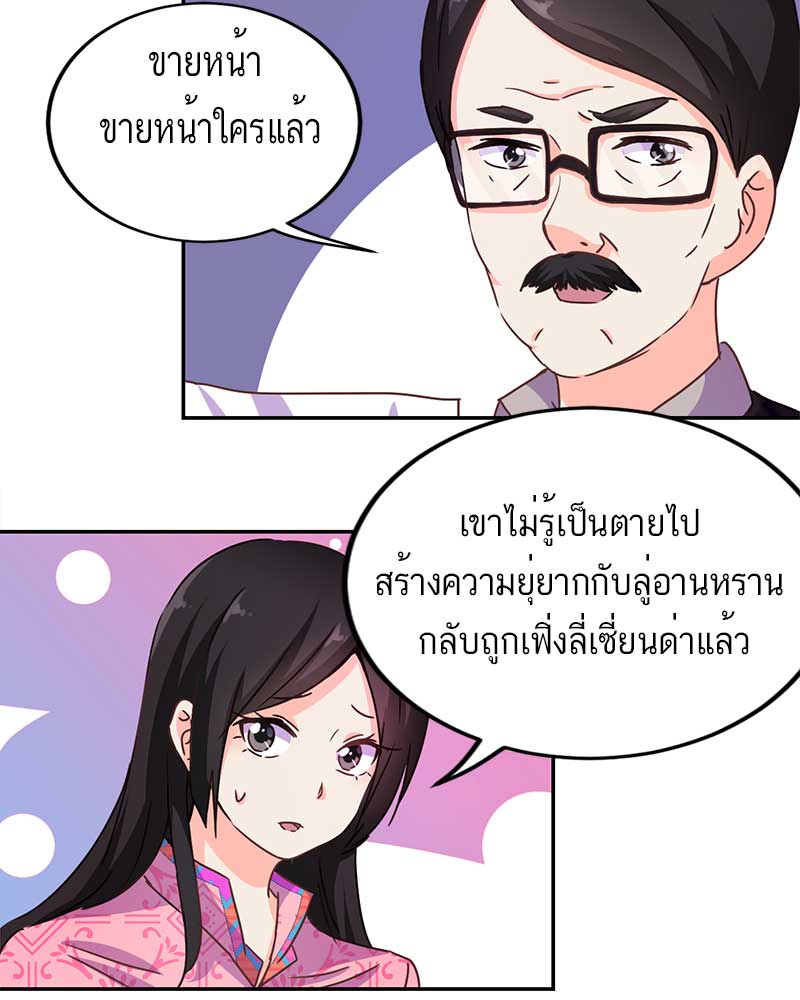 ขายหน้า
ขายหน้าใครแล้ว
เขาไม่รู้เป็นตายไป
สร้างความยุ่ยากกับลู่อานหราน
กลับถูกเฟิ่งลี่เซี่ยนด่าแล้ว